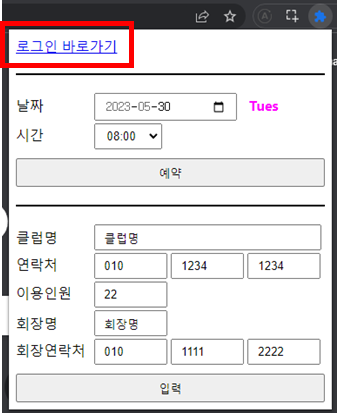 로그인 바로가기
날짜 2023-05-30 Tues
시간 08:00
예약
클럽명 클럽명
연락처 010 1234 1234
이용인원 22
회장명 회장명
회장연락처 010 1111 2222
입력